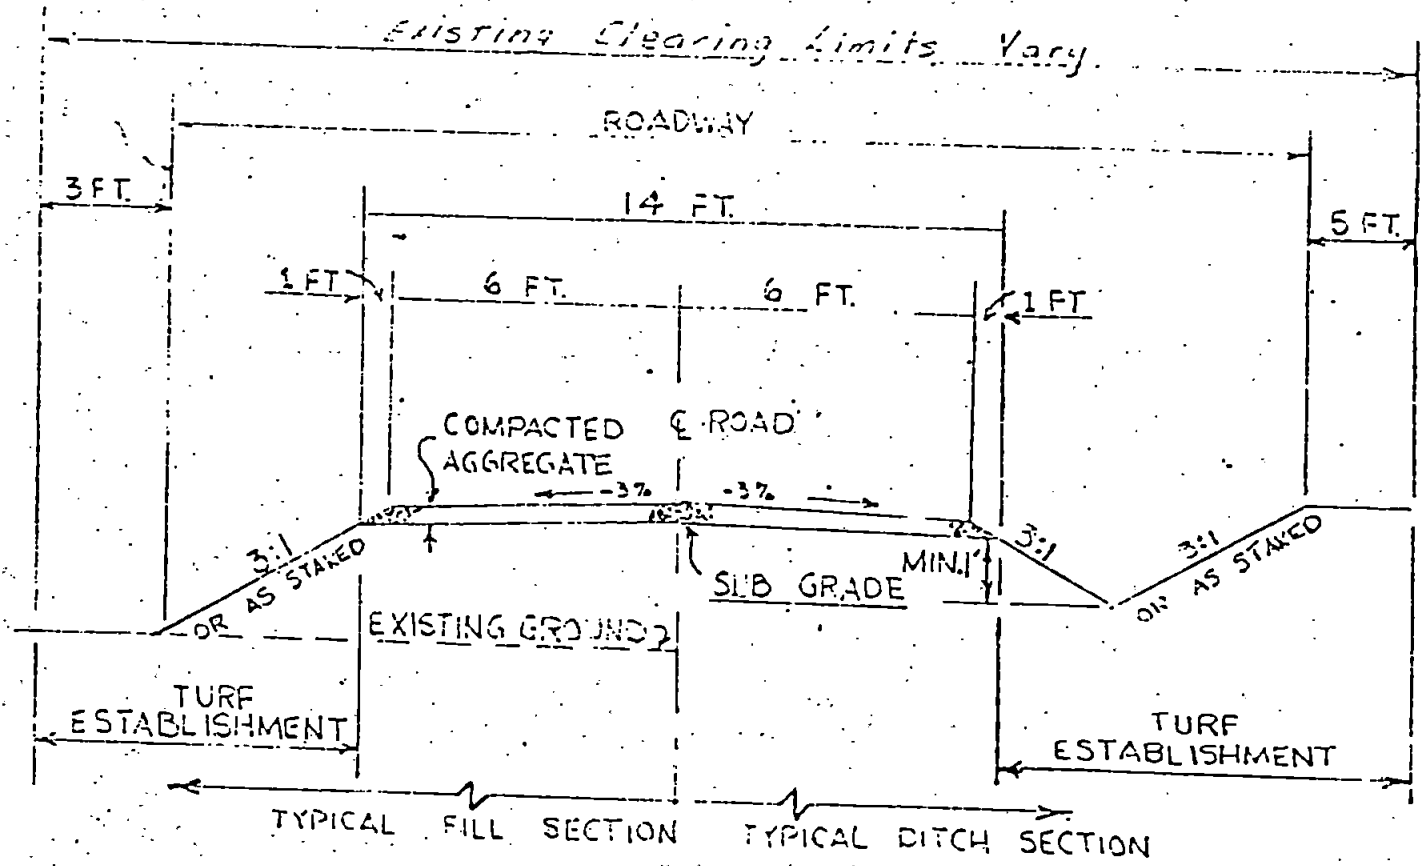 Existing Clearing Limits Vary
ROADWAY
3 FT.
14 FT.
5 FT.
1 FT
6 FT.
6 FT.
1 FT
COMPACTED
AGGREGATE
℄ ROAD
-3%
-3%
3:1
OR AS STAKED
3:1
3:1
OR AS STAKED
MIN. 1'
SUB GRADE
EXISTING GROUND
TURF
ESTABLISHMENT
TURF
ESTABLISHMENT
TYPICAL FILL SECTION
TYPICAL DITCH SECTION